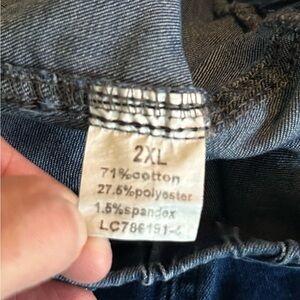 2XL
71%cotton
27.5%polyester
1.5%spandex
LC786191-4